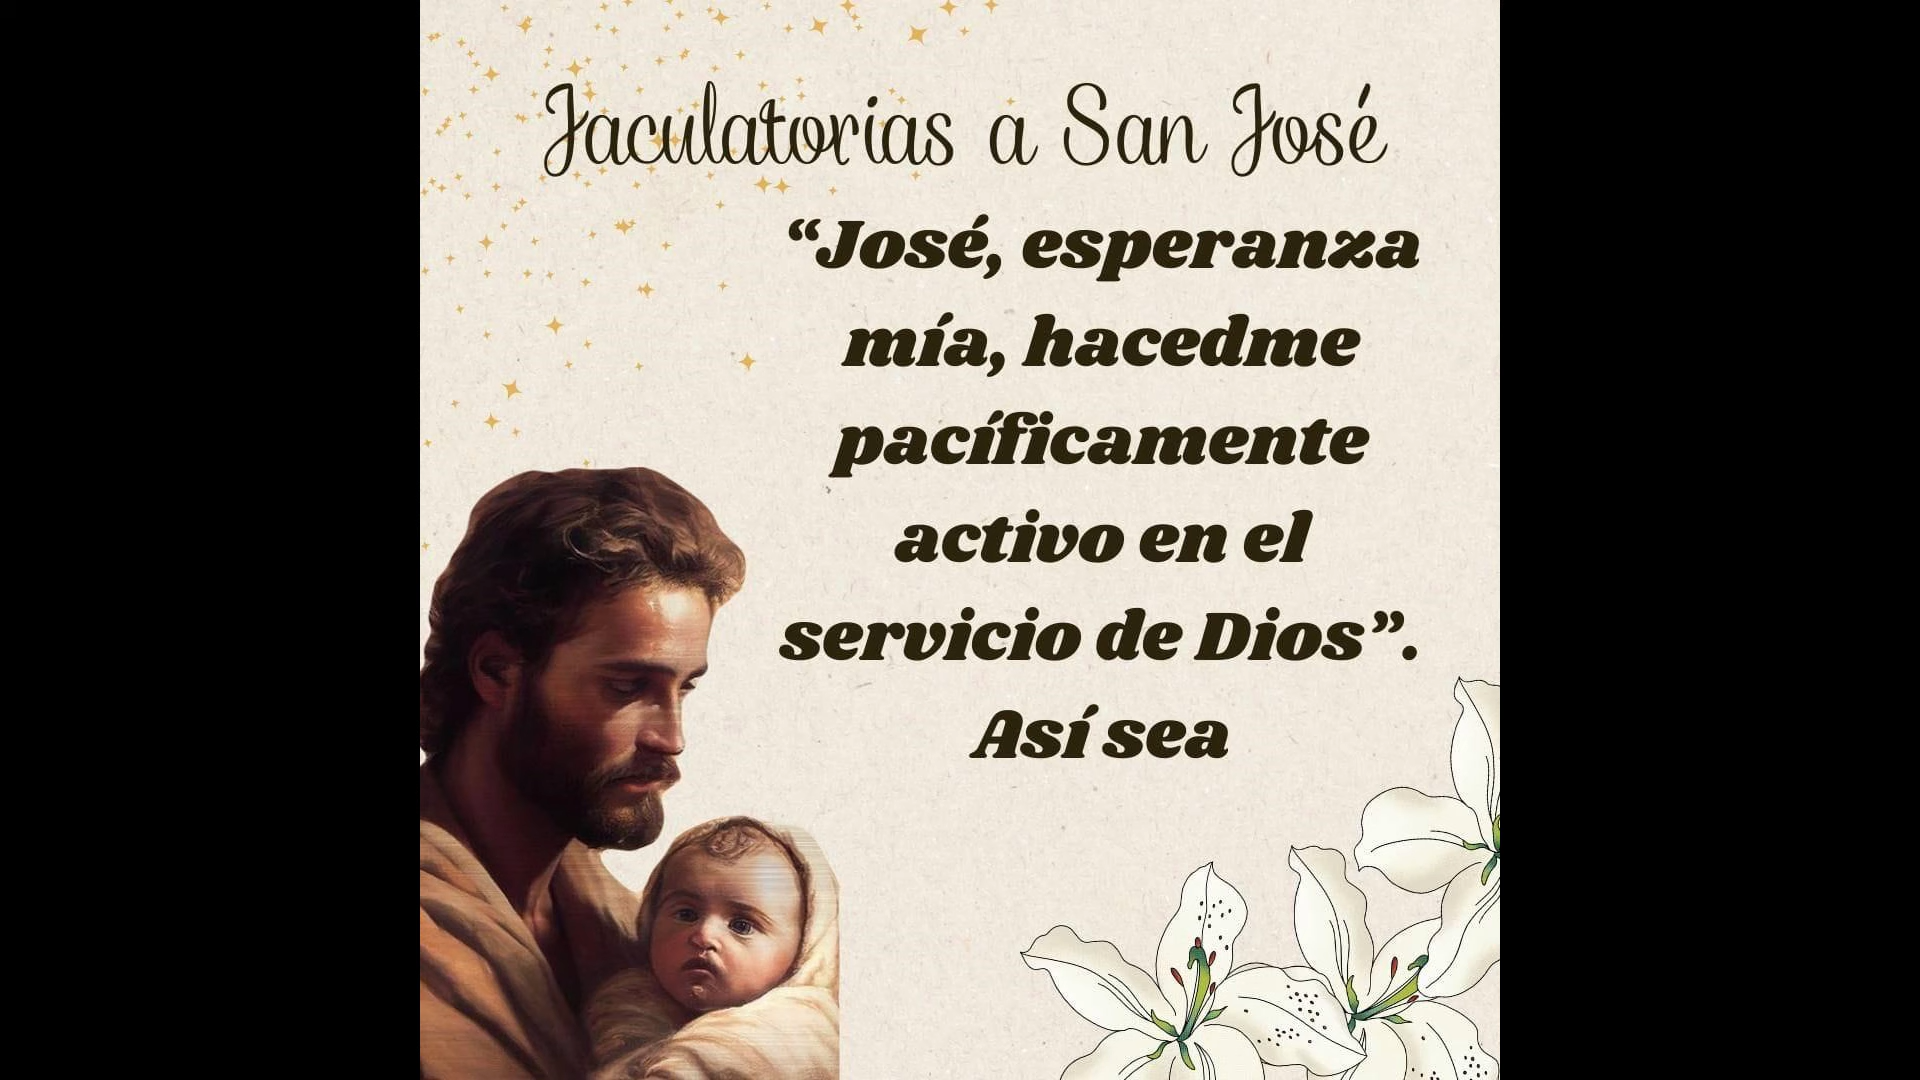 Jaculatorias a San José
“José, esperanza
mía, hacedme
pacíficamente
activo en el
servicio de Dios”.
Así sea